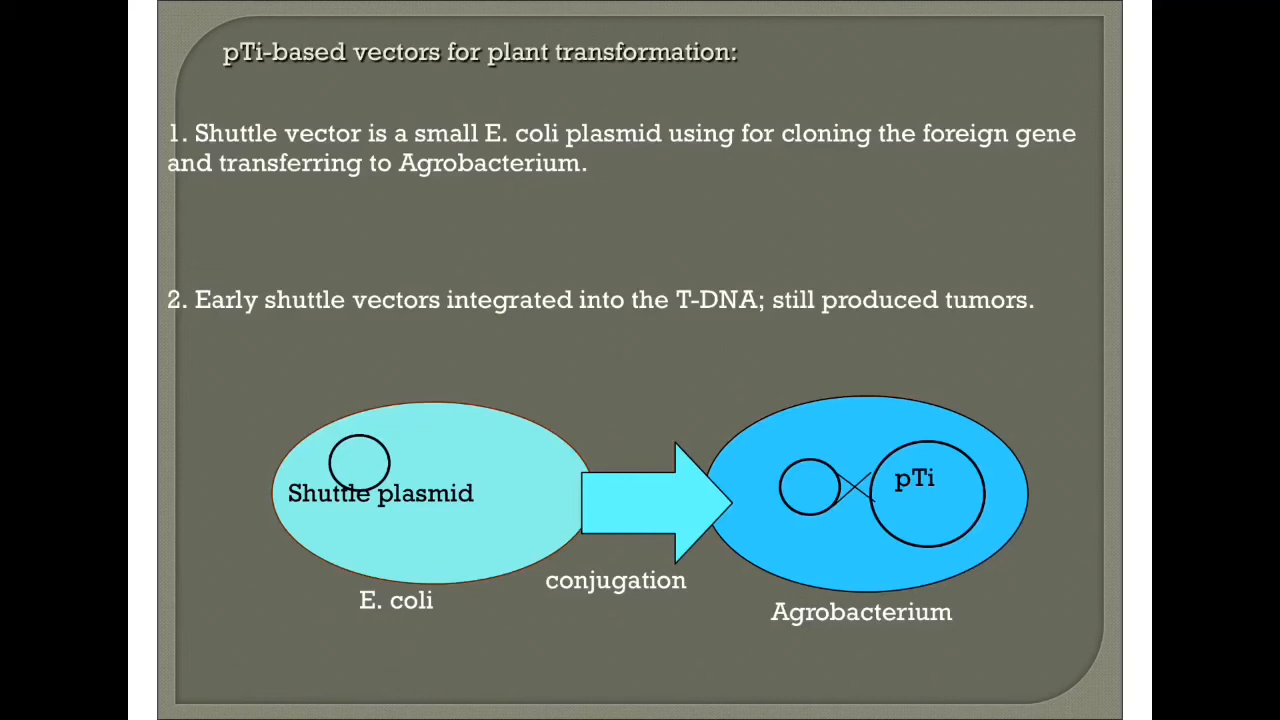 pTi-based vectors for plant transformation:
1. Shuttle vector is a small E. coli plasmid using for cloning the foreign gene
and transferring to Agrobacterium.
2. Early shuttle vectors integrated into the T-DNA; still produced tumors.
Shuttle plasmid
pTi
conjugation
E. coli
Agrobacterium